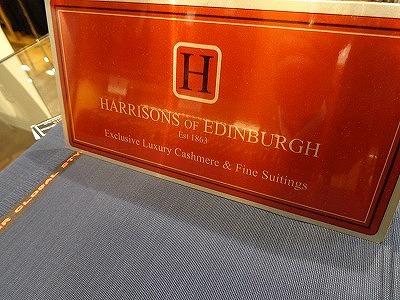 H
HARRISONS OF EDINBURGH
Est 1863
Exclusive Luxury Cashmere & Fine Suitings